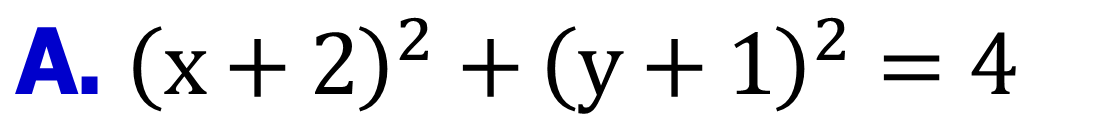 A. (x + 2)² + (y + 1)² = 4